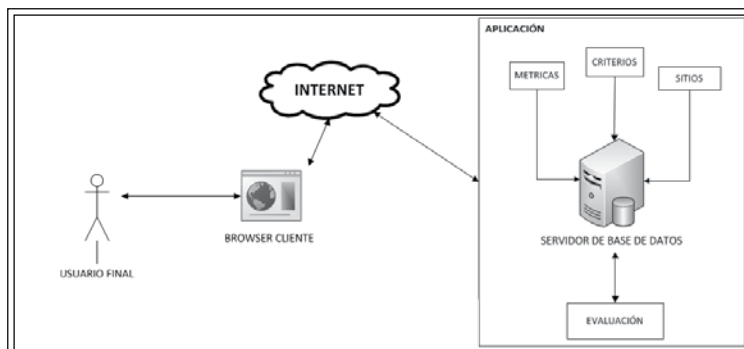 APLICACIÓN
CRITERIOS
METRICAS
SITIOS
INTERNET
SERVIDOR DE BASE DE DATOS
BROWSER CLIENTE
USUARIO FINAL
EVALUACIÓN